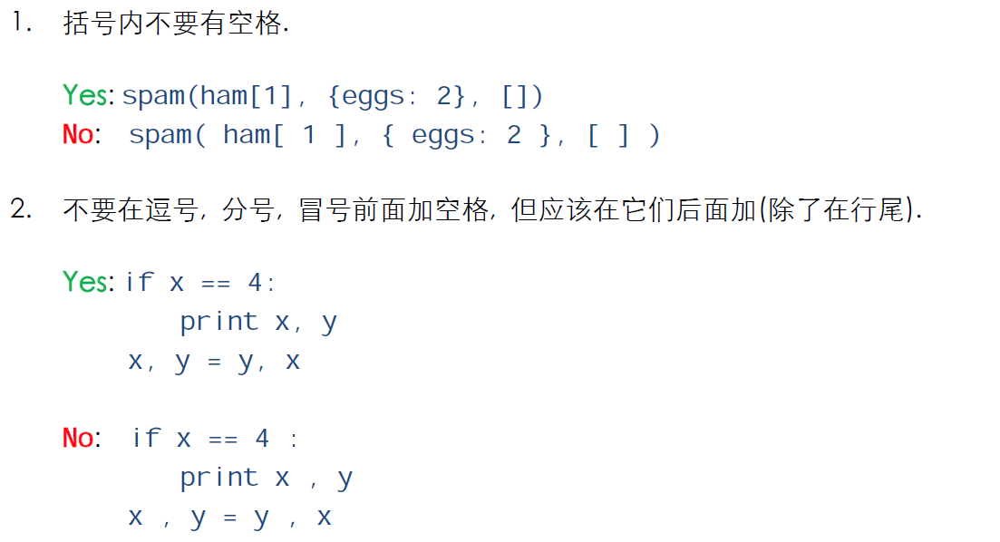 1. 括号内不要有空格.
Yes: spam(ham[1], {eggs: 2}, [])
No: spam( ham[ 1 ], { eggs: 2 }, [ ] )
2. 不要在逗号, 分号, 冒号前面加空格, 但应该在它们后面加(除了在行尾).
Yes: if x == 4:
print x, y
x, y = y, x
No: if x == 4 :
print x , y
x , y = y , x